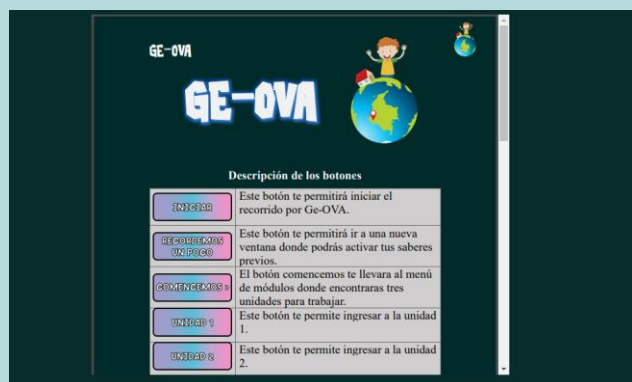 GE-OVA
GE-OVA
Descripción de los botones
INICIAR
Este botón te permitirá iniciar el
recorrido por Ge-OVA.
RECORDEMOS
UN POCO
Este botón te permitirá ir a una nueva
ventana donde podrás activar tus saberes
previos.
COMENCEMOS
El botón comencemos te llevara al menú
de módulos donde encontraras tres
unidades para trabajar.
UNIDAD 1
Este botón te permite ingresar a la unidad
1.
UNIDAD 2
Este botón te permite ingresar a la unidad
2.